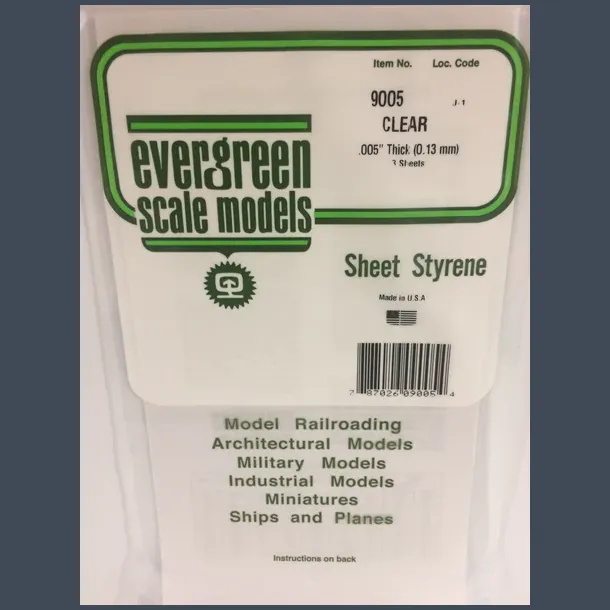 Item No. Loc. Code
9005 J-1
CLEAR
.005" Thick (0.13 mm)
3 Sheets
evergreen
scale models
Sheet Styrene
Made in U.S.A
7 87026 09005 4
Model Railroading
Architectural Models
Military Models
Industrial Models
Miniatures
Ships and Planes
Instructions on back